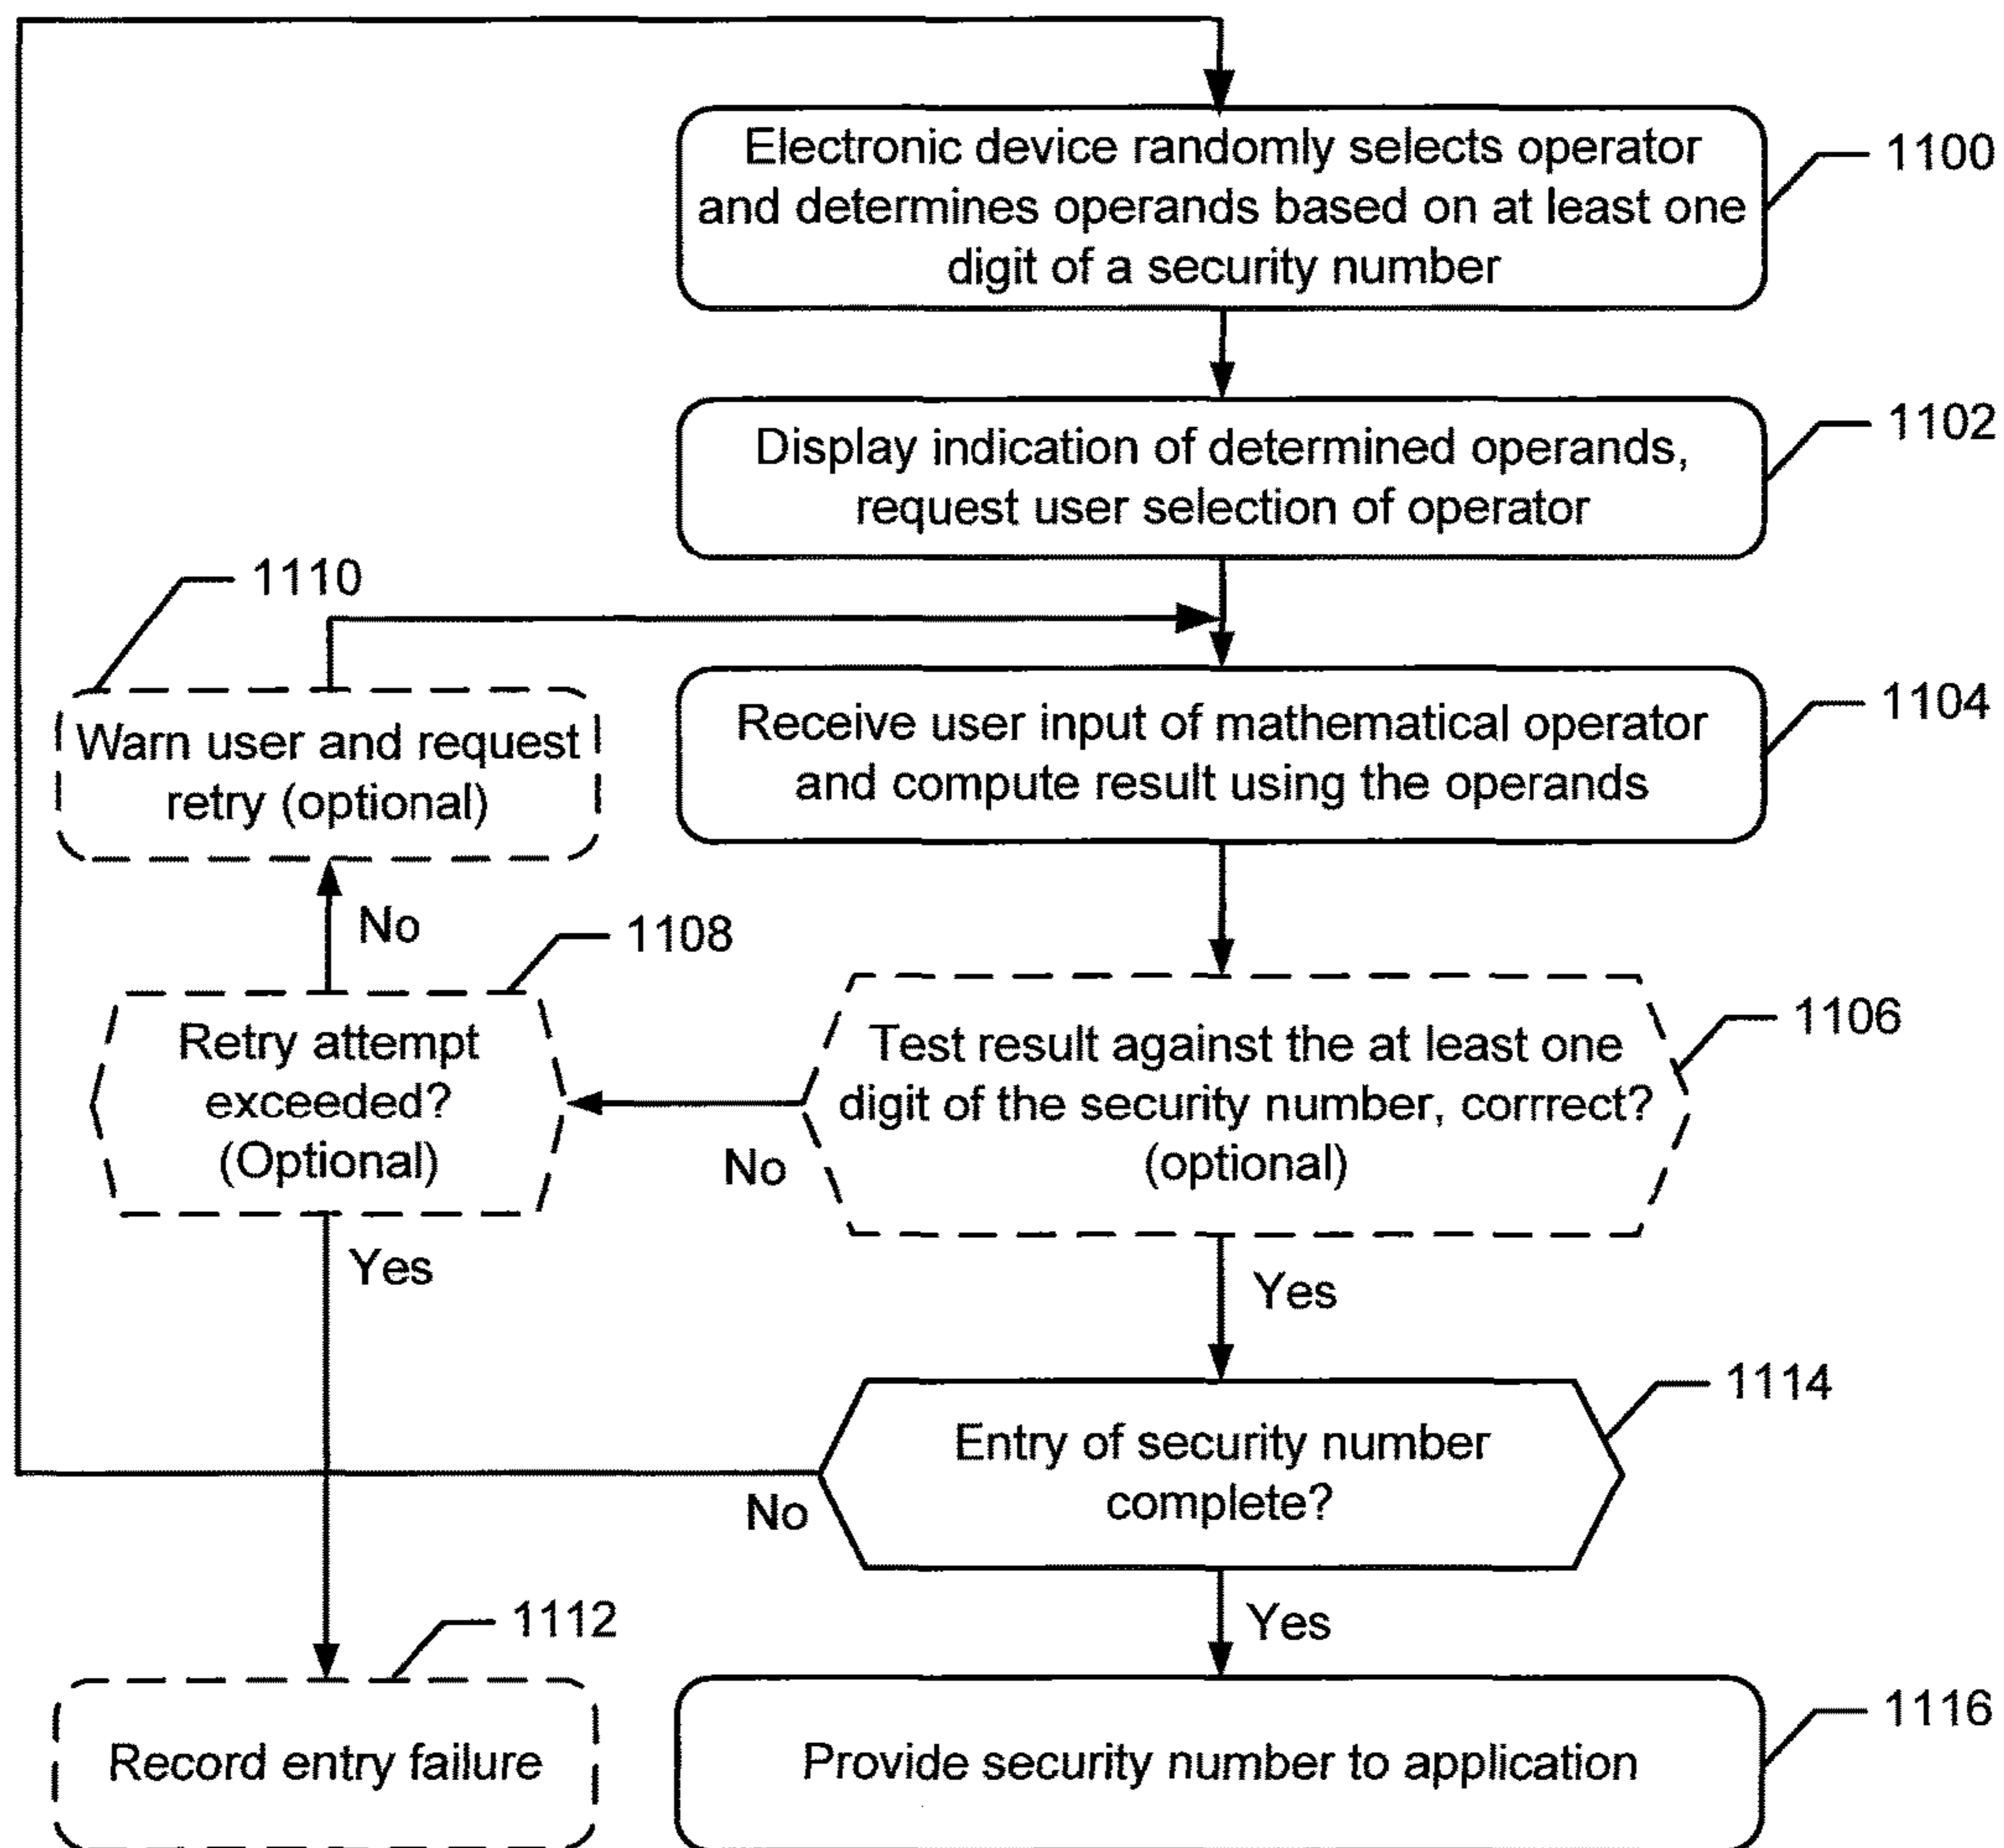 Electronic device randomly selects operator
and determines operands based on at least one
digit of a security number
1100
Display indication of determined operands,
request user selection of operator
1102
1110
Warn user and request
retry (optional)
Receive user input of mathematical operator
and compute result using the operands
1104
No
1108
Retry attempt
exceeded?
(Optional)
Test result against the at least one
digit of the security number, corrrect?
(optional)
1106
No
Yes
Yes
Entry of security number
complete?
1114
No
Yes
1112
Record entry failure
Provide security number to application
1116